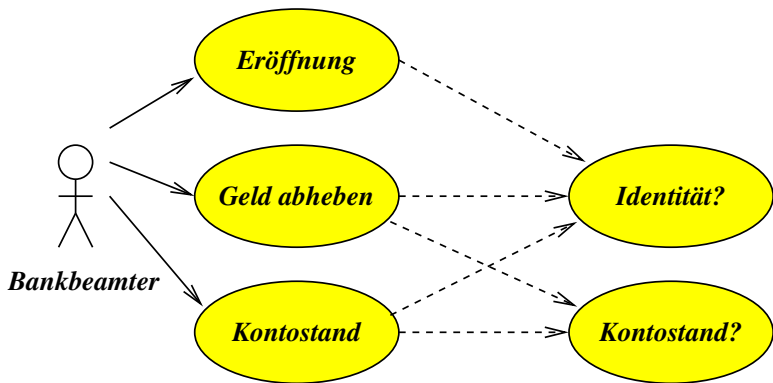 Eröffnung
Geld abheben
Identität?
Bankbeamter
Kontostand
Kontostand?